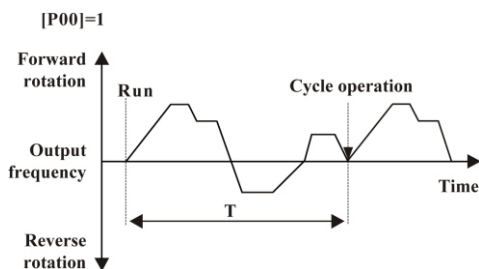 [P00]=1
Forward
rotation
Run
Cycle operation
Output
frequency
Time
T
Reverse
rotation